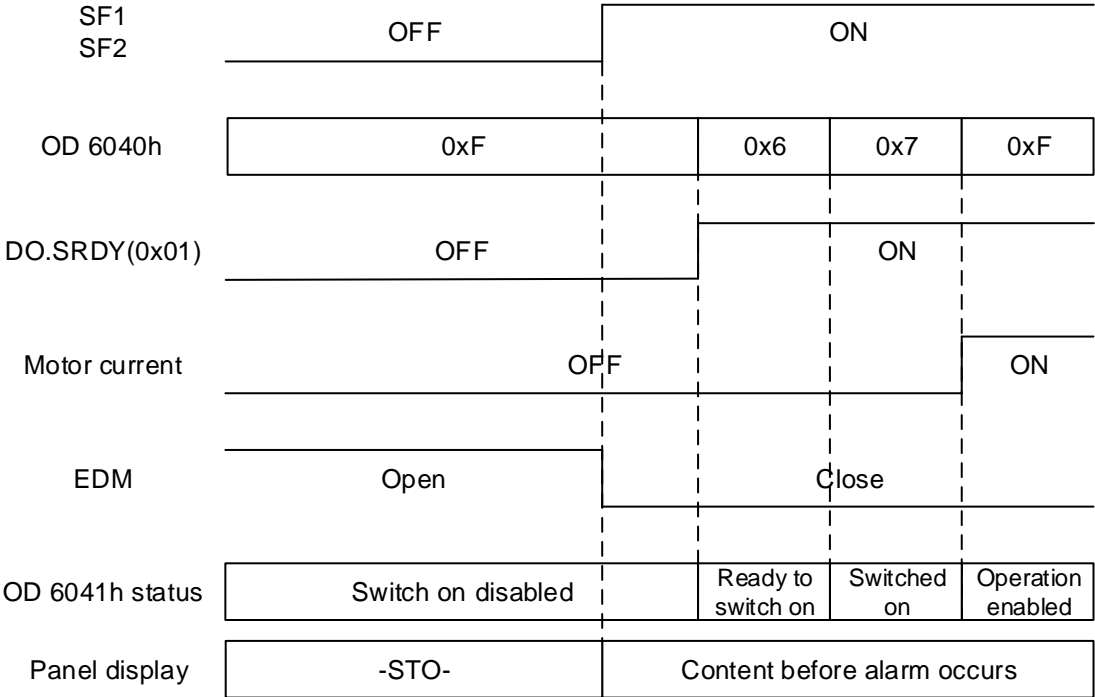 SF1
SF2
OFF
ON
OD 6040h
0xF
0x6
0x7
0xF
DO.SRDY(0x01)
OFF
ON
Motor current
OFF
ON
EDM
Open
Close
OD 6041h status
Switch on disabled
Ready to
switch on
Switched
on
Operation
enabled
Panel display
-STO-
Content before alarm occurs